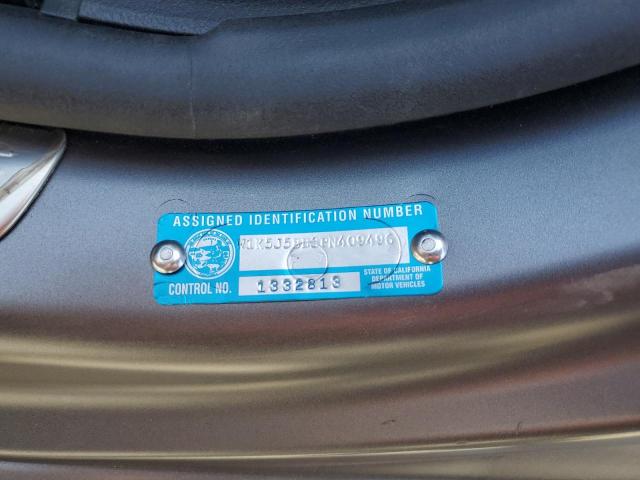 ASSIGNED IDENTIFICATION NUMBER
CONTROL NO.
1332813
STATE OF CALIFORNIA
DEPARTMENT OF
MOTOR VEHICLES